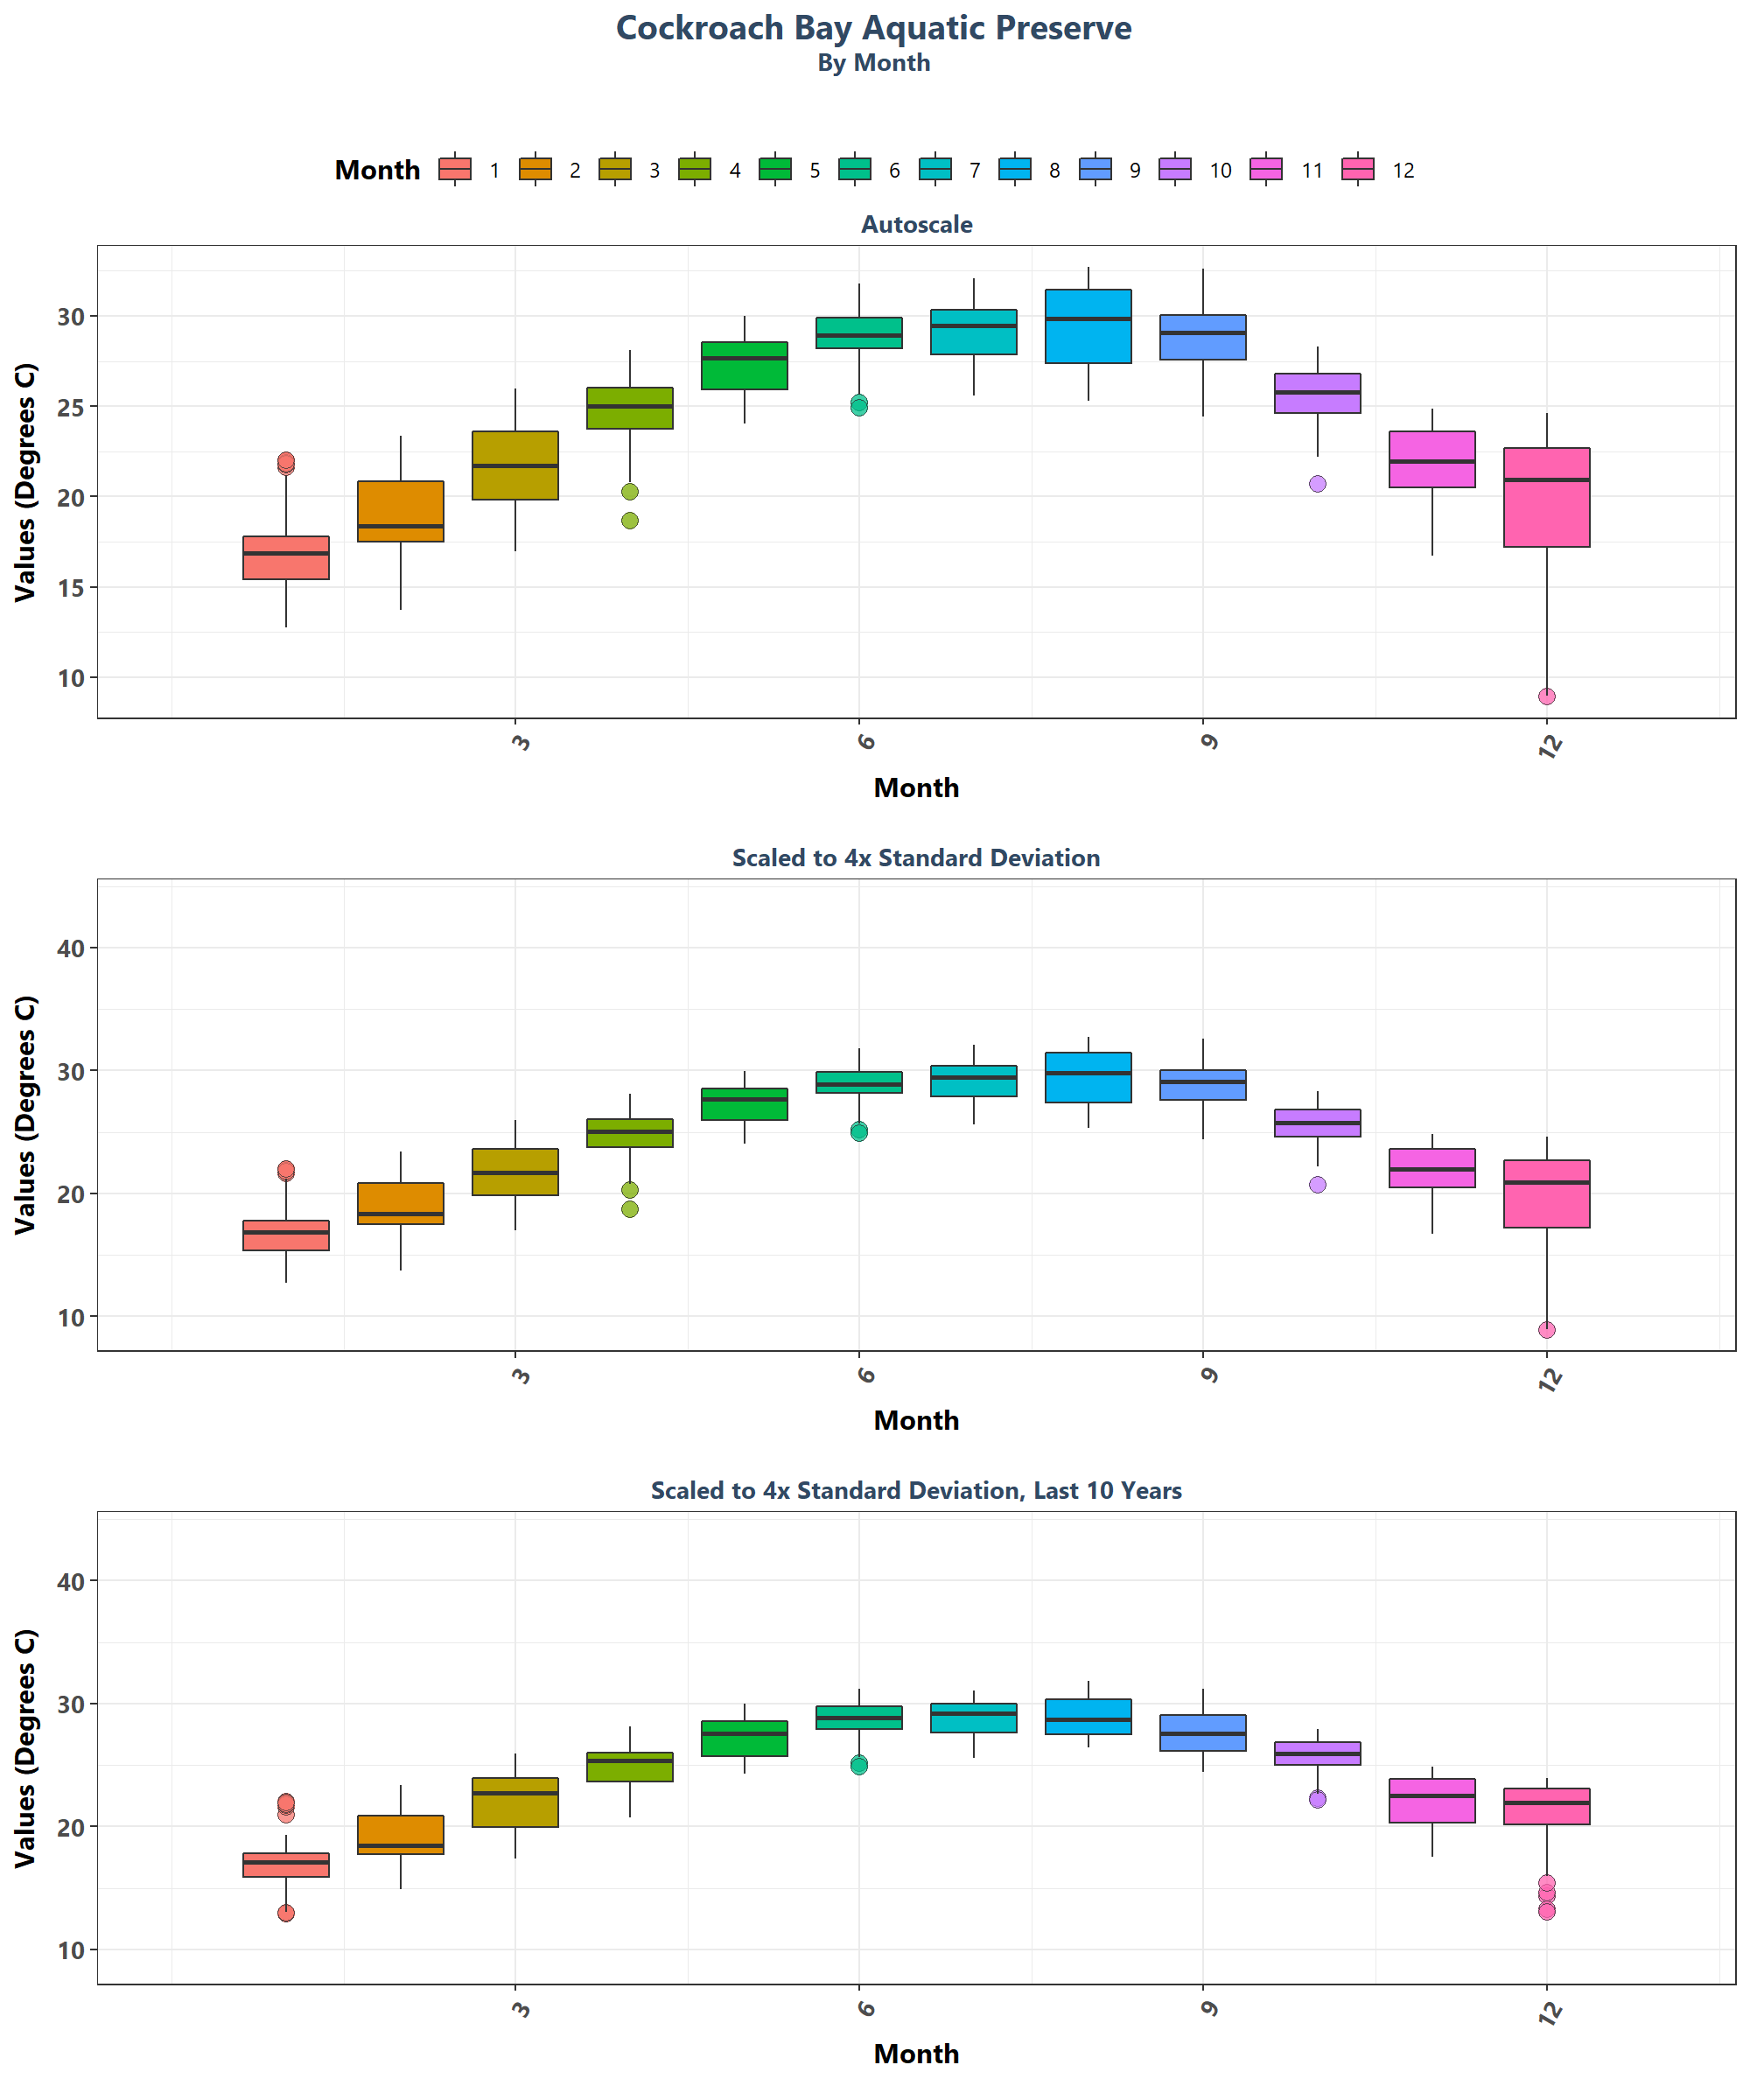 Cockroach Bay Aquatic Preserve
By Month
Month 1 2 3 4 5 6 7 8 9 10 11 12
Autoscale
Values (Degrees C)
30
25
20
15
10
3 6 9 12
Month
Scaled to 4x Standard Deviation
Values (Degrees C)
40
30
20
10
3 6 9 12
Month
Scaled to 4x Standard Deviation, Last 10 Years
Values (Degrees C)
40
30
20
10
3 6 9 12
Month